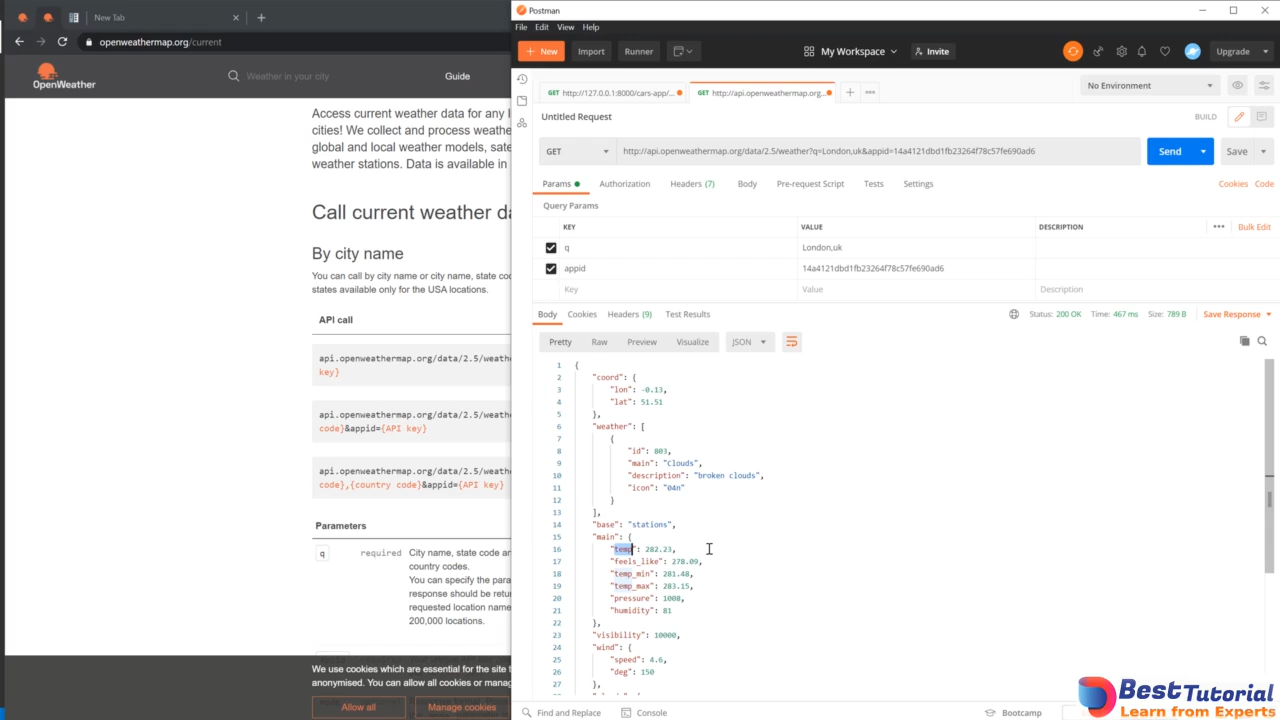 New Tab
openweathermap.org/current
OpenWeather
Weather in your city
Guide
Access current weather data for any l
cities! We collect and process weathe
global and local weather models, sate
weather stations. Data is available in
Call current weather da
By city name
You can call by city name or city name, state co
states available only for the USA locations.
API call
api.openweathermap.org/data/2.5/weathe
key}
api.openweathermap.org/data/2.5/weathe
code}&appid={API key}
api.openweathermap.org/data/2.5/weathe
code},{country code}&appid={API key}
Parameters
q required City name, state code an
country codes.
You can specify the para
response should be retu
requested location name
200,000 locations.
We use cookies which are essential for the site t
anonymised. You can allow all cookies or manag
Allow all
Manage cookies
Postman
File Edit View Help
+ New Import Runner
My Workspace
Invite
Upgrade
GET http://127.0.0.1:8000/cars-app/...
GET http://api.openweathermap.org...
No Environment
Untitled Request
BUILD
GET http://api.openweathermap.org/data/2.5/weather?q=London,uk&appid=14a4121dbd1fb23264f78c57fe690ad6
Send
Save
Params Authorization Headers (7) Body Pre-request Script Tests Settings
Cookies Code
Query Params
KEY VALUE DESCRIPTION
Bulk Edit
q London,uk
appid 14a4121dbd1fb23264f78c57fe690ad6
Key Value Description
Body Cookies Headers (9) Test Results
Status: 200 OK Time: 467 ms Size: 789 B Save Response
Pretty Raw Preview Visualize JSON
1 {
2 "coord": {
3 "lon": -0.13,
4 "lat": 51.51
5 },
6 "weather": [
7 {
8 "id": 803,
9 "main": "Clouds",
10 "description": "broken clouds",
11 "icon": "04n"
12 }
13 ],
14 "base": "stations",
15 "main": {
16 "temp": 282.23,
17 "feels_like": 278.09,
18 "temp_min": 281.48,
19 "temp_max": 283.15,
20 "pressure": 1008,
21 "humidity": 81
22 },
23 "visibility": 10000,
24 "wind": {
25 "speed": 4.6,
26 "deg": 150
27 },
Find and Replace
Console
Bootcamp
Best Tutorial
Learn from Experts